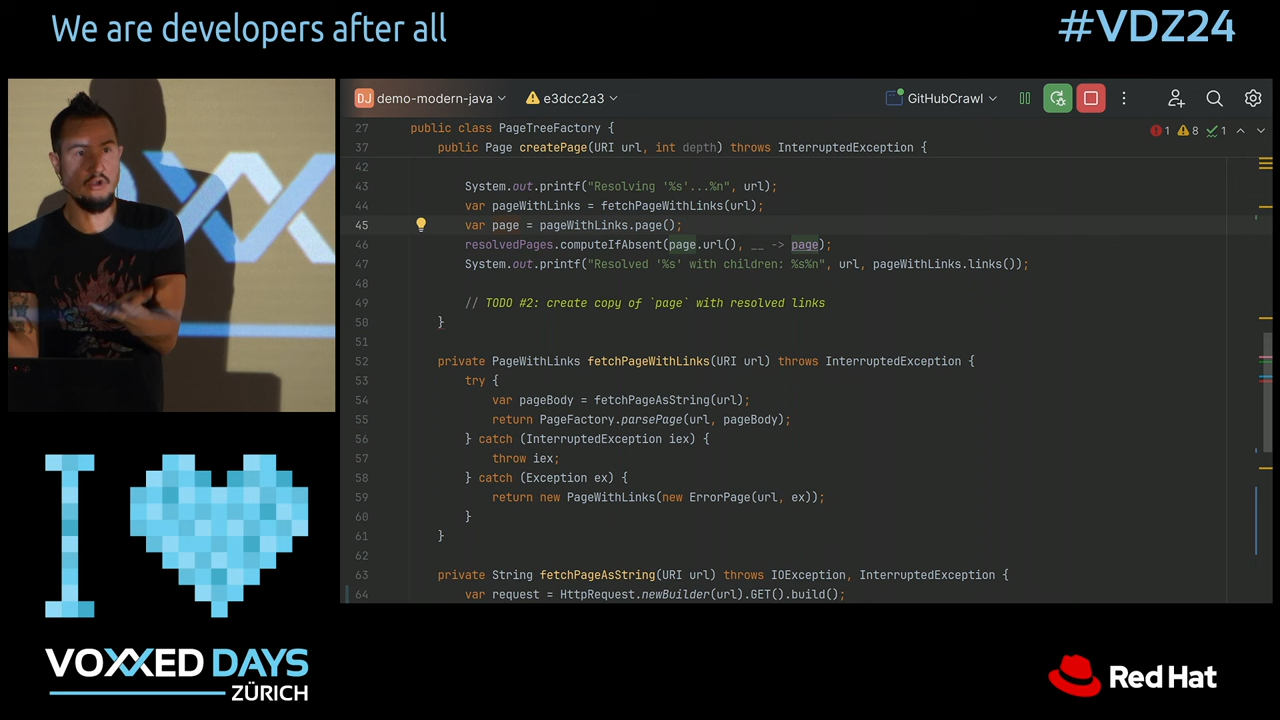 We are developers after all
#VDZ24
DJ demo-modern-java e3dcc2a3 GitHubCrawl
27 public class PageTreeFactory {
1 8 1
37 public Page createPage(URI url, int depth) throws InterruptedException {
42
43 System.out.printf("Resolving '%s'...%n", url);
44 var pageWithLinks = fetchPageWithLinks(url);
45 var page = pageWithLinks.page();
46 resolvedPages.computeIfAbsent(page.url(), __ -> page);
47 System.out.printf("Resolved '%s' with children: %s%n", url, pageWithLinks.links());
48
49 // TODO #2: create copy of `page` with resolved links
50 }
51
52 private PageWithLinks fetchPageWithLinks(URI url) throws InterruptedException {
53 try {
54 var pageBody = fetchPageAsString(url);
55 return PageFactory.parsePage(url, pageBody);
56 } catch (InterruptedException iex) {
57 throw iex;
58 } catch (Exception ex) {
59 return new PageWithLinks(new ErrorPage(url, ex));
60 }
61 }
62
63 private String fetchPageAsString(URI url) throws IOException, InterruptedException {
64 var request = HttpRequest.newBuilder(url).GET().build();
I
VOXXED DAYS
ZÜRICH
Red Hat